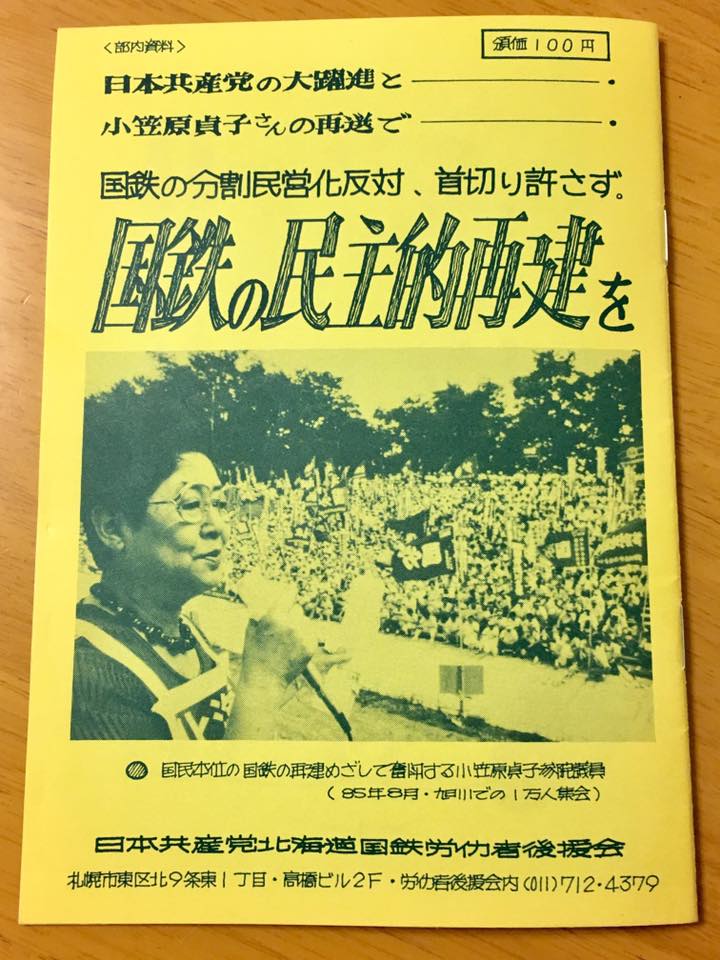 〈部内資料〉
頒価100円
日本共産党の大躍進と――――・
小笠原貞子さんの再選で――――・
国鉄の分割民営化反対、首切り許さず。
国鉄の民主的再建を
国民本位の国鉄の再建めざして奮斗する小笠原貞子参院議員
(85年8月・旭川での1万人集会)
日本共産党北海道国鉄労仂者後援会
札幌市東区北9条東1丁目・高橋ビル2F・労仂者後援会内(011)712・4379